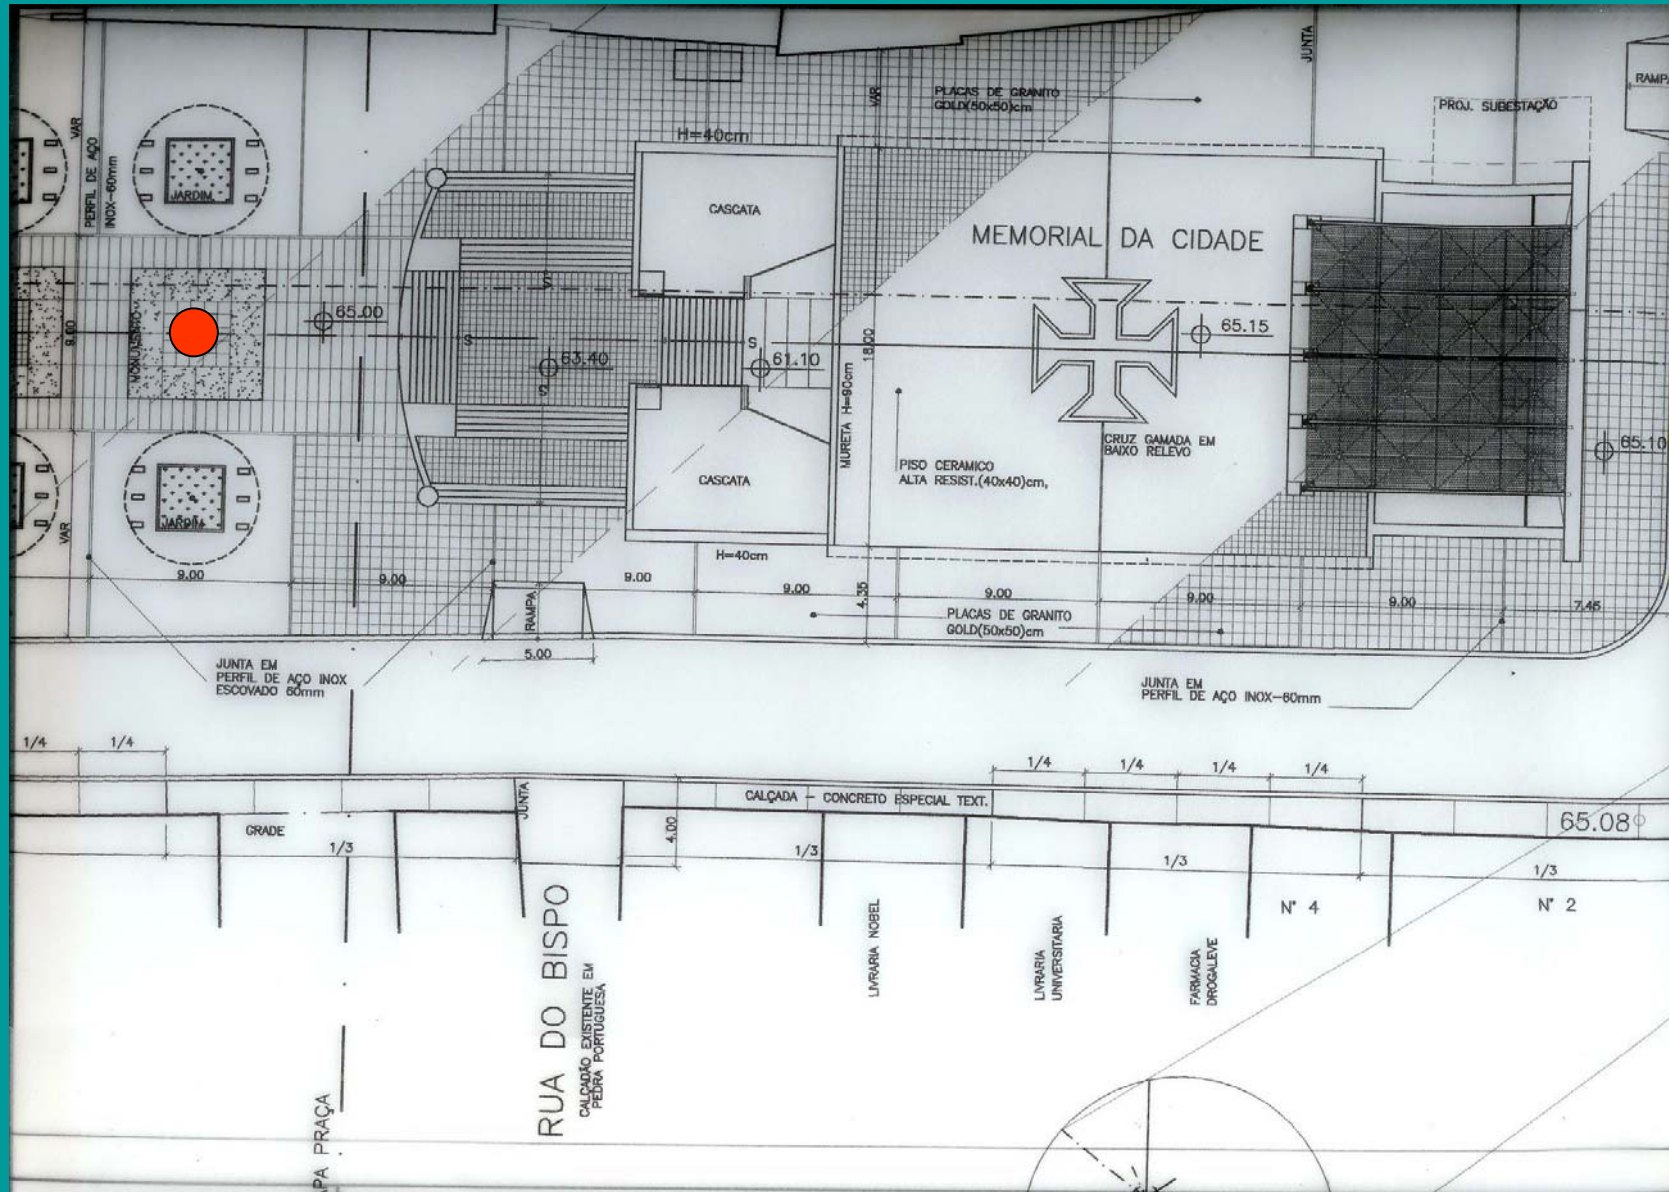 JUNTA
RAMPA
PLACAS DE GRANITO
GOLD(50x50)cm
PROJ. SUBESTAÇÃO
VAR
VAR
H=40cm
PERFIL DE AÇO
INOX-60mm
JARDIM
CASCATA
MEMORIAL DA CIDADE
S
65.00
65.15
9.00
MONUMENTO
S
S
63.40
61.10
18.00
S
MURETA H=90cm
CRUZ GAMADA EM
BAIXO RELEVO
65.10
PISO CERAMICO
ALTA RESIST.(40x40)cm,
CASCATA
JARDIM
VAR
H=40cm
9.00
9.00
9.00
9.00
9.00
9.00
9.00
7.45
4.35
RAMPA
PLACAS DE GRANITO
GOLD(50x50)cm
5.00
JUNTA EM
PERFIL DE AÇO INOX
ESCOVADO 60mm
JUNTA EM
PERFIL DE AÇO INOX-60mm
1/4
1/4
1/4
1/4
1/4
1/4
JUNTA
CALÇADA - CONCRETO ESPECIAL TEXT.
65.08
GRADE
4.00
1/3
1/3
1/3
1/3
N° 4
N° 2
RUA DO BISPO
CALÇADÃO EXISTENTE EM
PEDRA PORTUGUESA
LIVRARIA NOBEL
LIVRARIA
UNIVERSITARIA
FARMACIA
DROGALEVE
PRAÇA